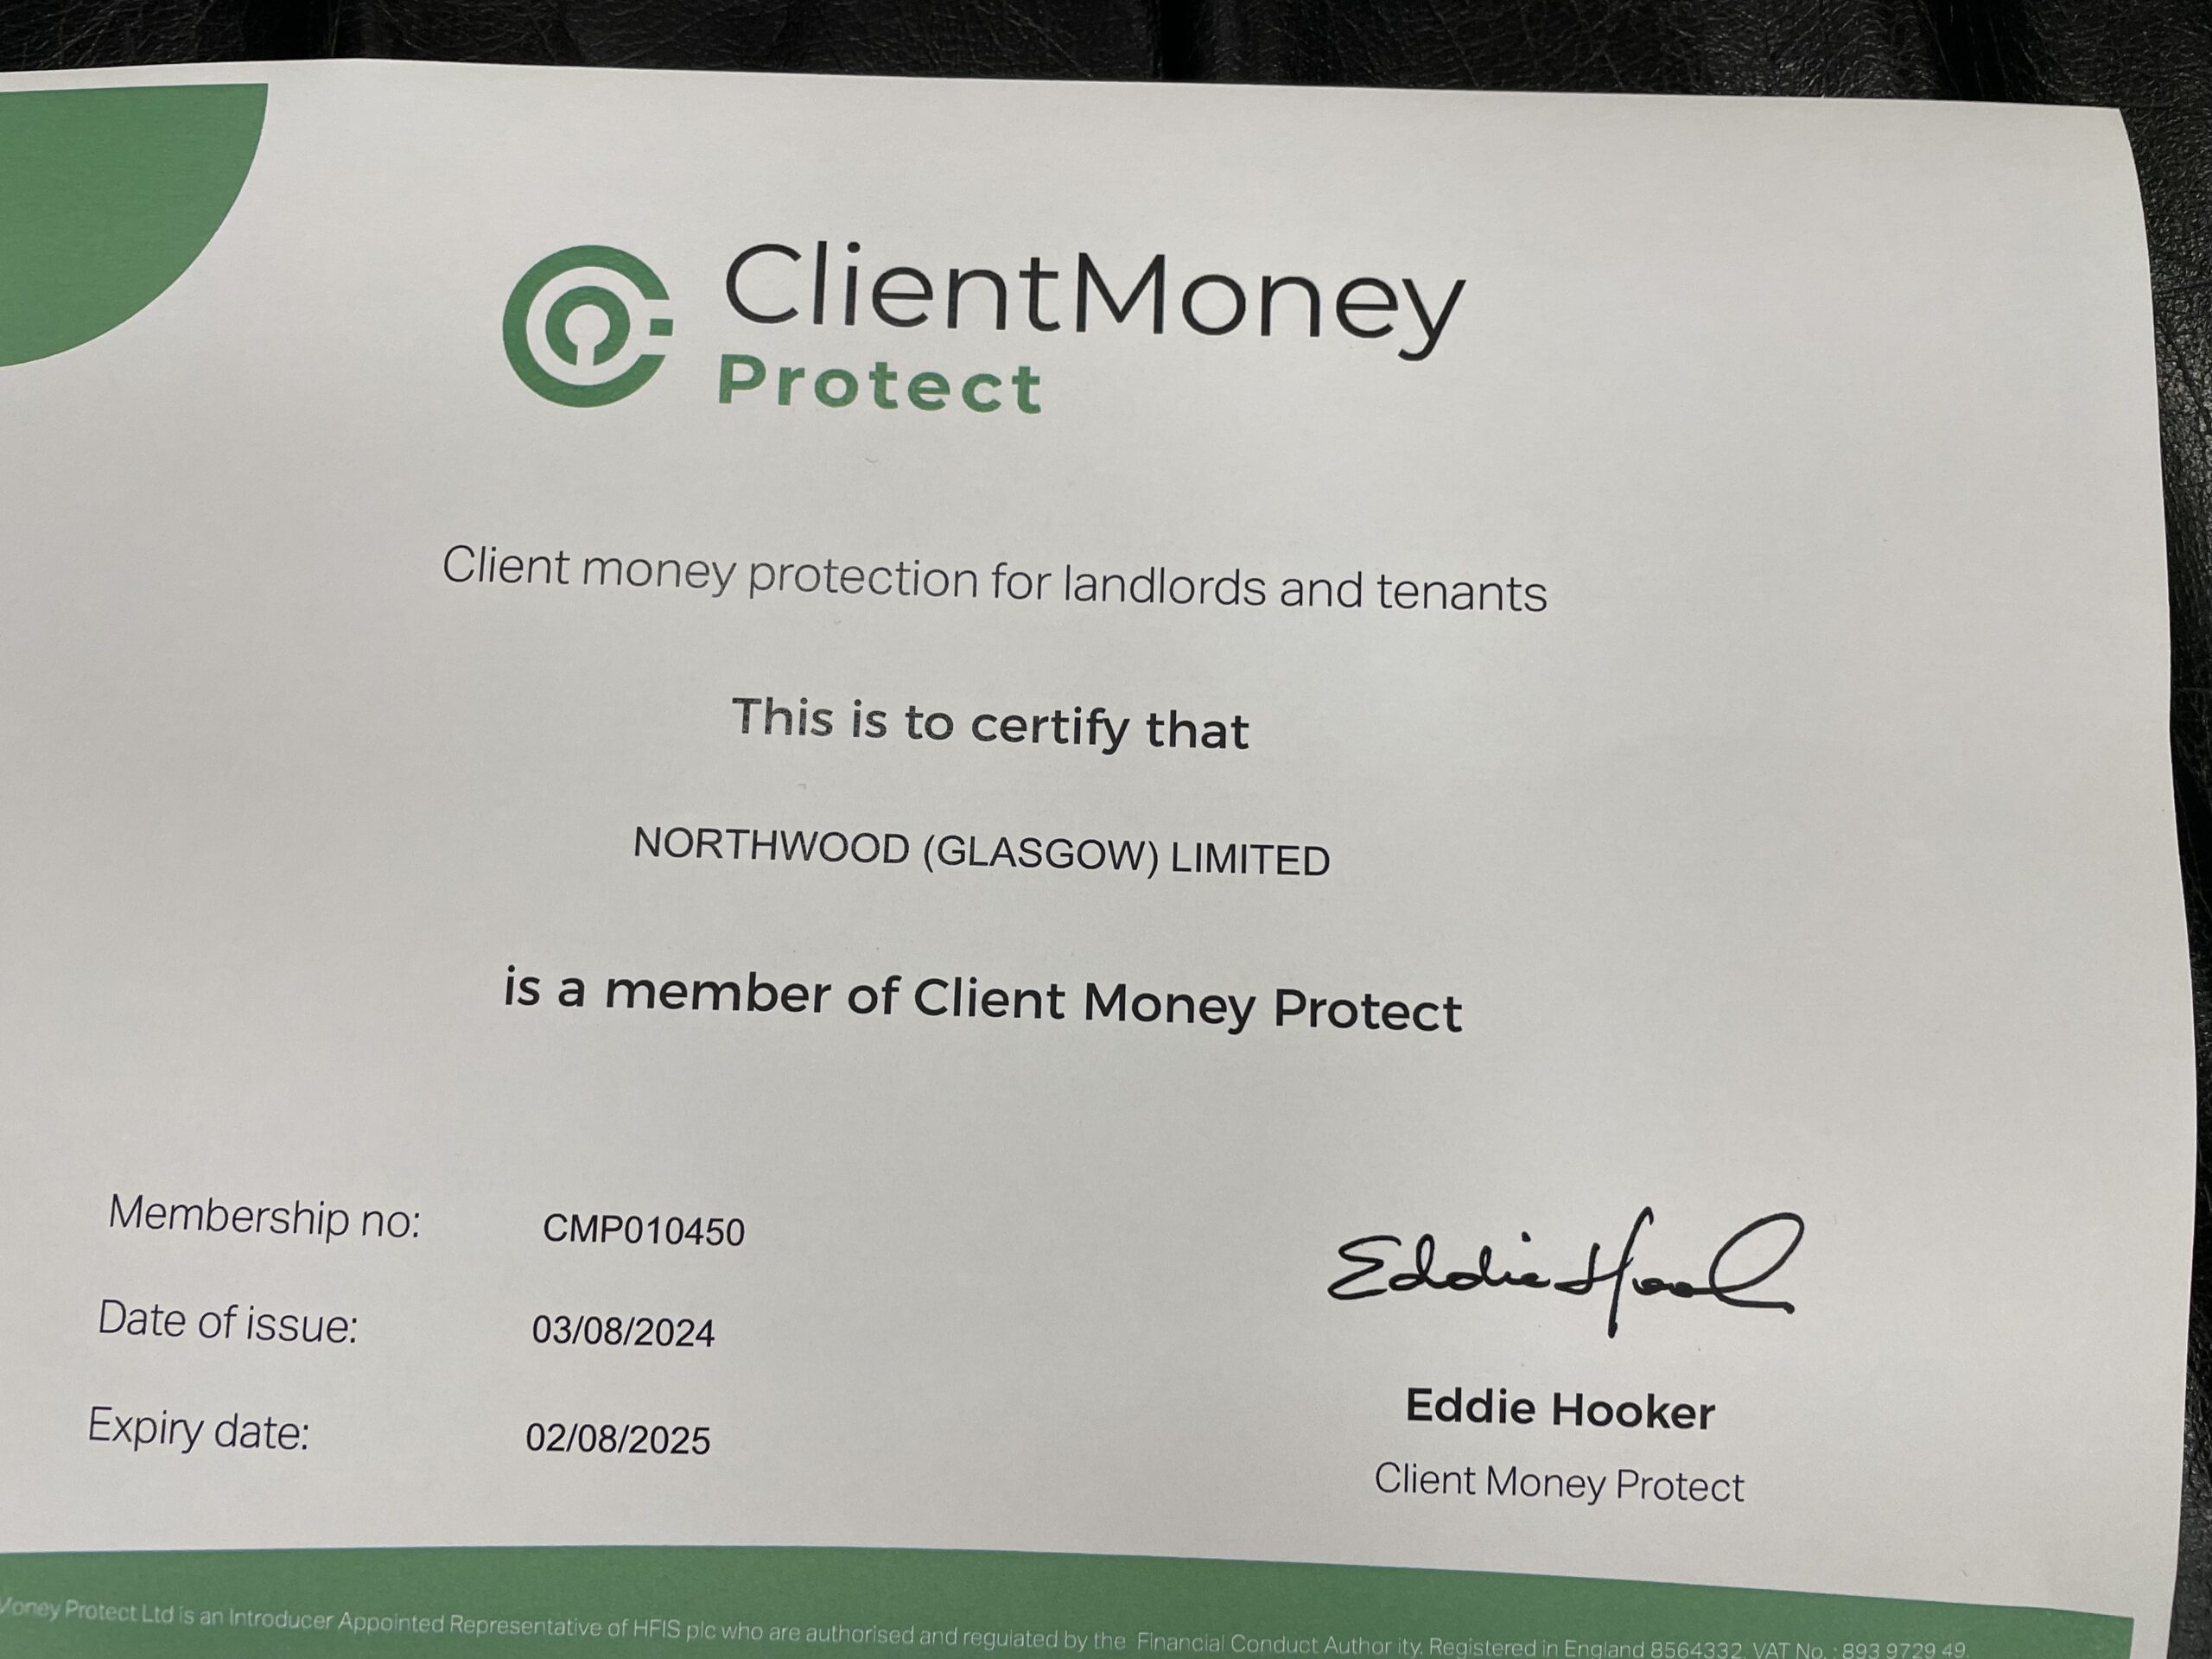 ClientMoney
Protect
Client money protection for landlords and tenants
This is to certify that
NORTHWOOD (GLASGOW) LIMITED
is a member of Client Money Protect
Membership no: CMP010450
Date of issue: 03/08/2024
Expiry date: 02/08/2025
Eddie Hooker
Client Money Protect
Money Protect Ltd is an Introducer Appointed Representative of HFIS plc who are authorised and regulated by the Financial Conduct Author ity. Registered in England 8564332. VAT No. : 893 9729 49.